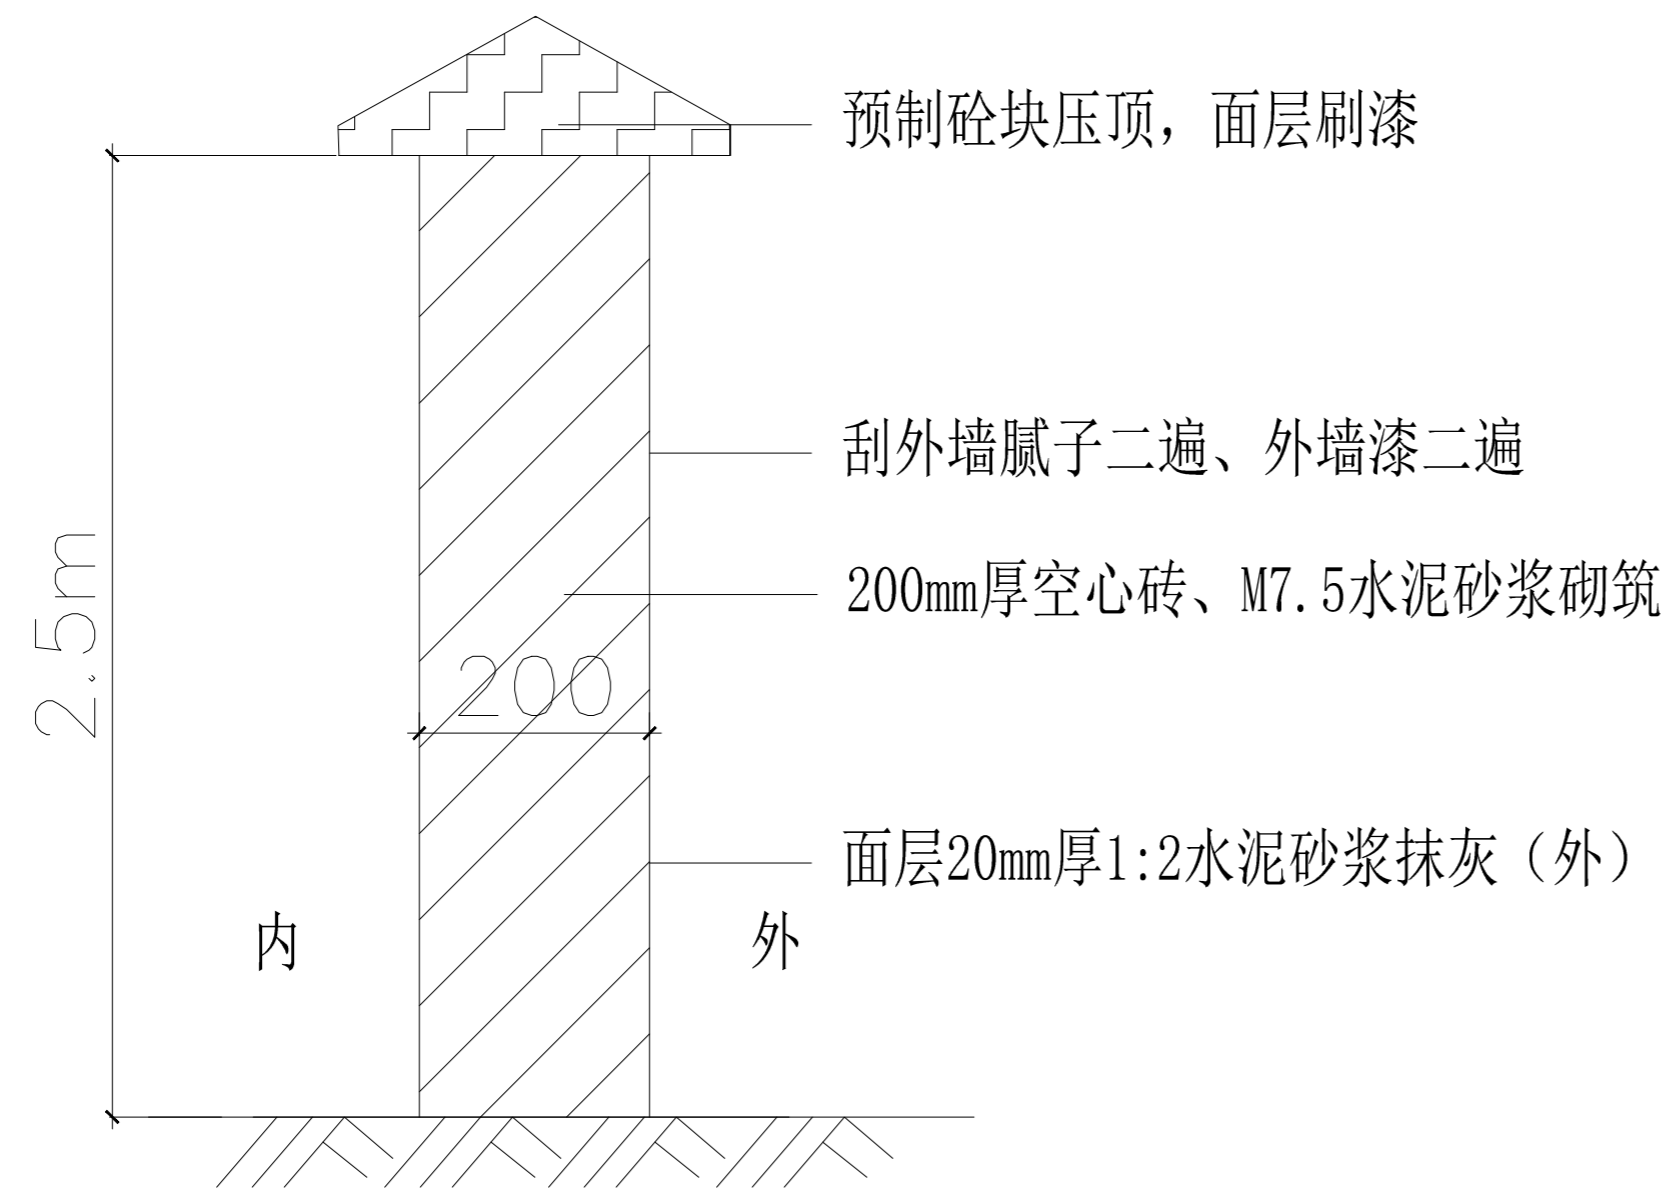 预制砼块压顶，面层刷漆
刮外墙腻子二遍、外墙漆二遍
200mm厚空心砖、M7.5水泥砂浆砌筑
2.5m
200
面层20mm厚1:2水泥砂浆抹灰（外）
内
外